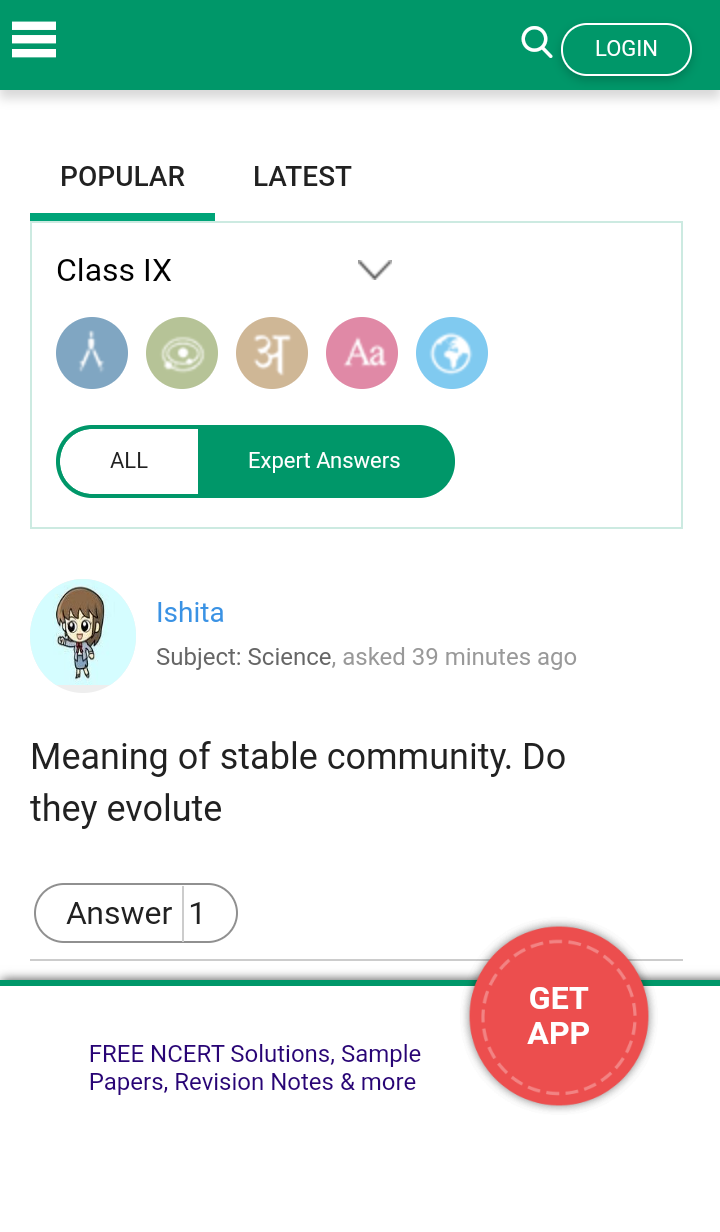 LOGIN
POPULAR LATEST
Class IX
अ Aa
ALL Expert Answers
Ishita
Subject: Science, asked 39 minutes ago
Meaning of stable community. Do
they evolute
Answer 1
GET
APP
FREE NCERT Solutions, Sample
Papers, Revision Notes & more